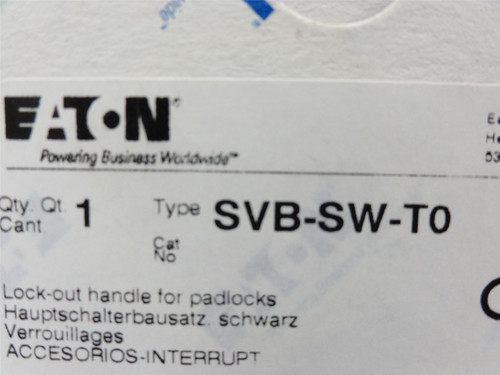 EATON
Powering Business Worldwide™
Qty. Qt. 1 Type SVB-SW-T0
Cant. Cat
No
Lock-out handle for padlocks
Hauptschalterbausatz, schwarz
Verrouillages
ACCESORIOS-INTERRUPT